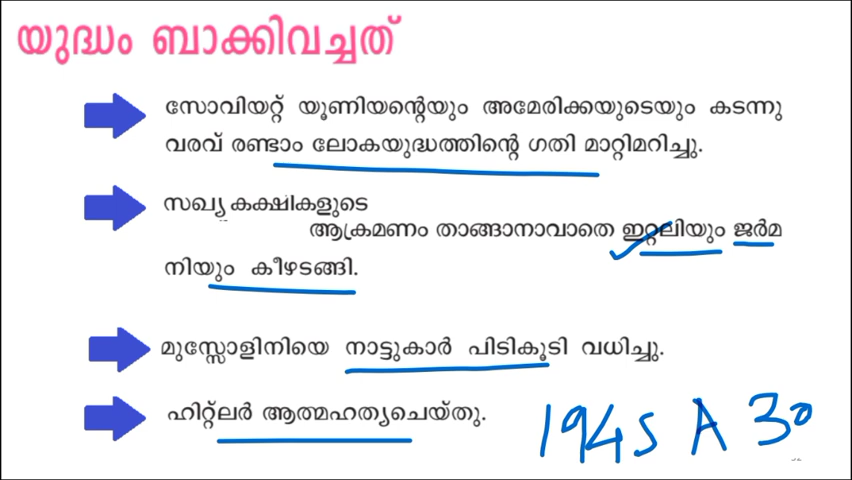 യുദ്ധം ബാക്കിവച്ചത്
സോവിയറ്റ് യൂണിയന്റെയും അമേരിക്കയുടെയും കടന്നു
വരവ് രണ്ടാം ലോകയുദ്ധത്തിന്റെ ഗതി മാറ്റിമറിച്ചു.
സഖ്യകക്ഷികളുടെ
ആക്രമണം താങ്ങാനാവാതെ ഇറ്റലിയും ജർമ
നിയും കീഴടങ്ങി.
മുസ്സോളിനിയെ നാട്ടുകാർ പിടികൂടി വധിച്ചു.
ഹിറ്റ്ലർ ആത്മഹത്യചെയ്തു.
1945 A 30